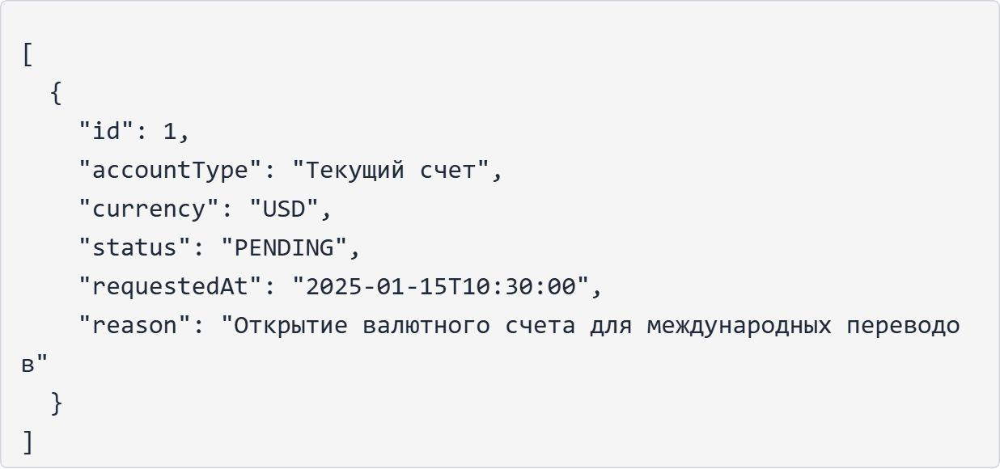 [
  {
    "id": 1,
    "accountType": "Текущий счет",
    "currency": "USD",
    "status": "PENDING",
    "requestedAt": "2025-01-15T10:30:00",
    "reason": "Открытие валютного счета для международных переводо
в"
  }
]